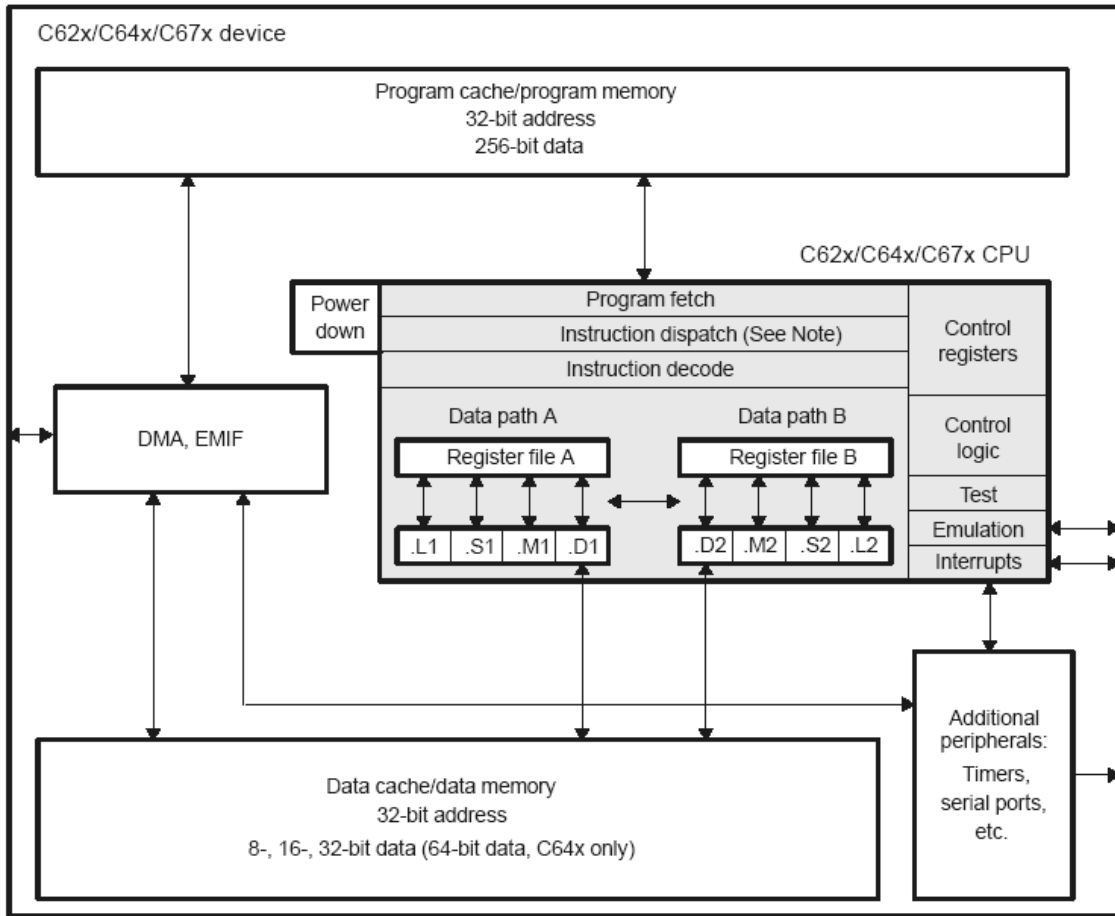 C62x/C64x/C67x device
Program cache/program memory
32-bit address
256-bit data
C62x/C64x/C67x CPU
Power
down
Program fetch
Instruction dispatch (See Note)
Instruction decode
Control
registers
DMA, EMIF
Data path A
Data path B
Register file A
Register file B
Control
logic
.L1 .S1 .M1 .D1
.D2 .M2 .S2 .L2
Test
Emulation
Interrupts
Data cache/data memory
32-bit address
8-, 16-, 32-bit data (64-bit data, C64x only)
Additional
peripherals:
Timers,
serial ports,
etc.